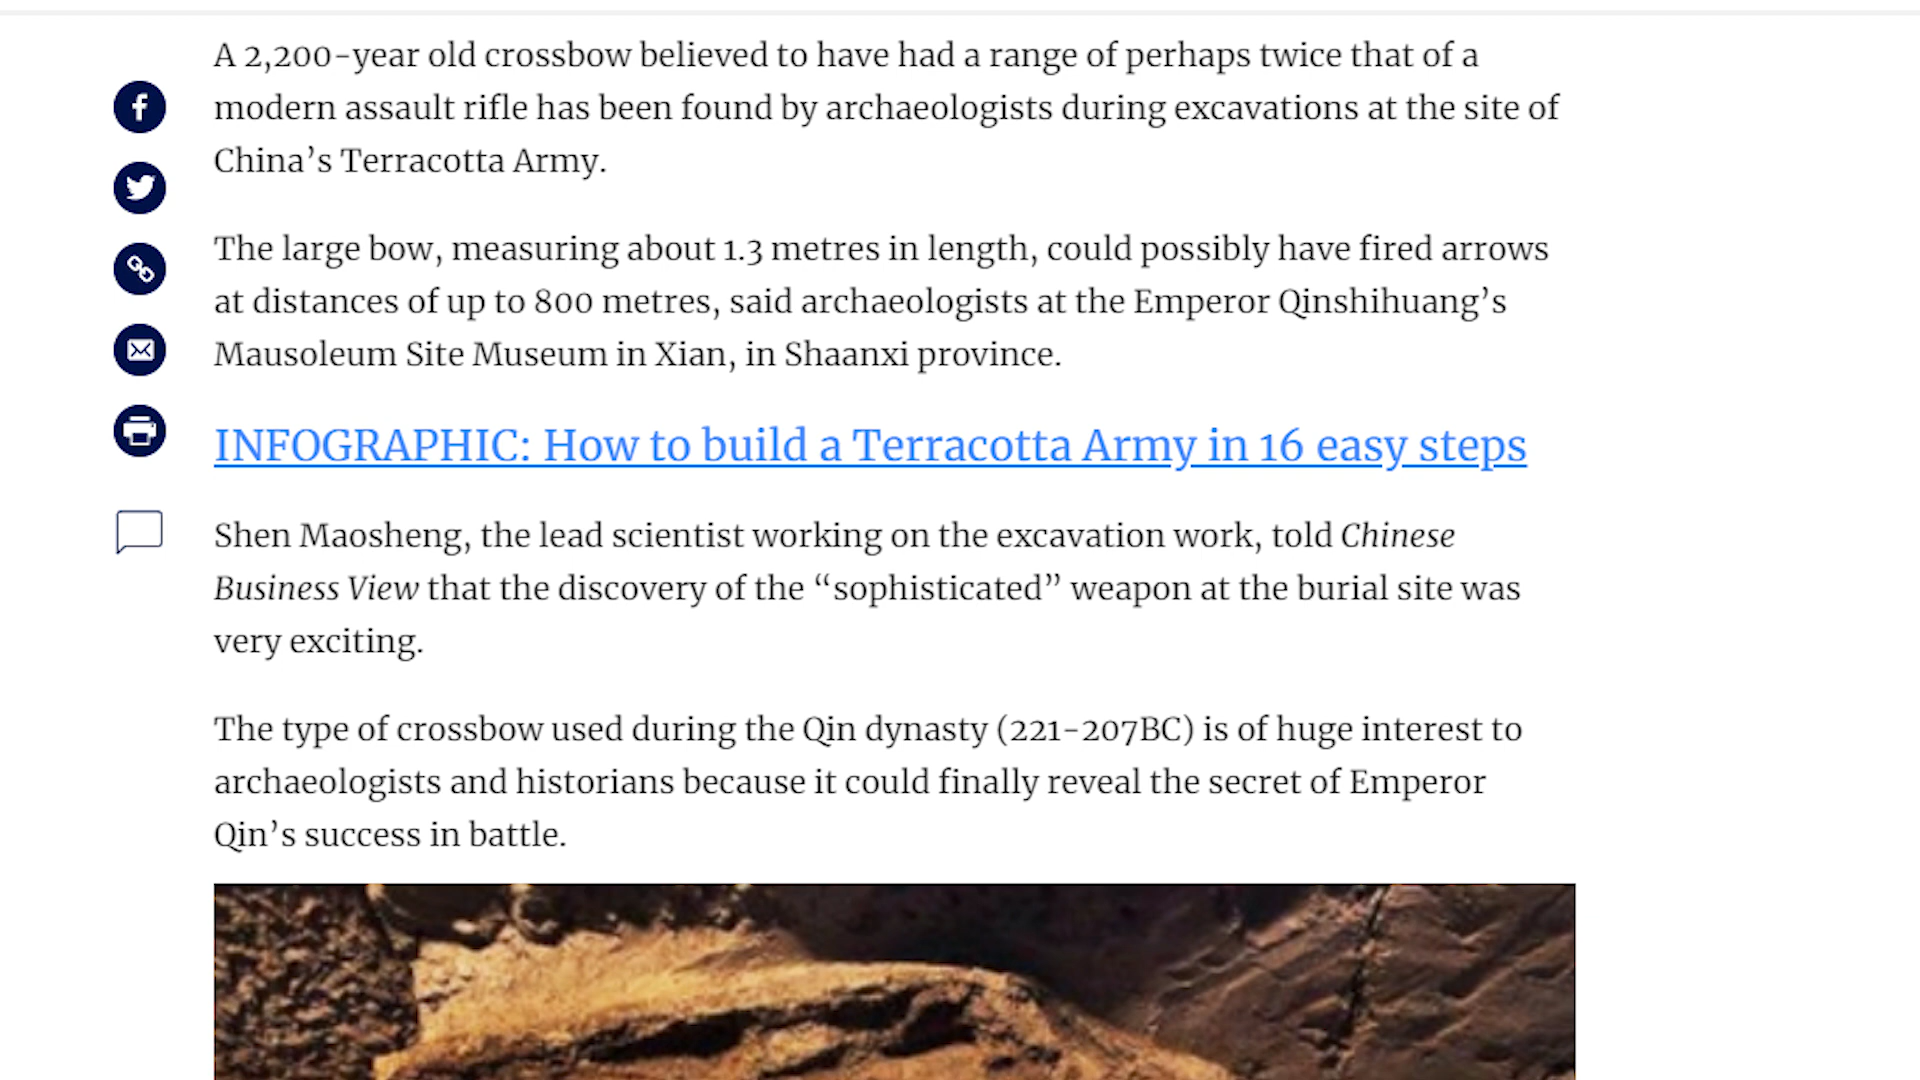 A 2,200-year old crossbow believed to have had a range of perhaps twice that of a
modern assault rifle has been found by archaeologists during excavations at the site of
China’s Terracotta Army.
The large bow, measuring about 1.3 metres in length, could possibly have fired arrows
at distances of up to 800 metres, said archaeologists at the Emperor Qinshihuang’s
Mausoleum Site Museum in Xian, in Shaanxi province.
INFOGRAPHIC: How to build a Terracotta Army in 16 easy steps
Shen Maosheng, the lead scientist working on the excavation work, told Chinese
Business View that the discovery of the “sophisticated” weapon at the burial site was
very exciting.
The type of crossbow used during the Qin dynasty (221-207BC) is of huge interest to
archaeologists and historians because it could finally reveal the secret of Emperor
Qin’s success in battle.